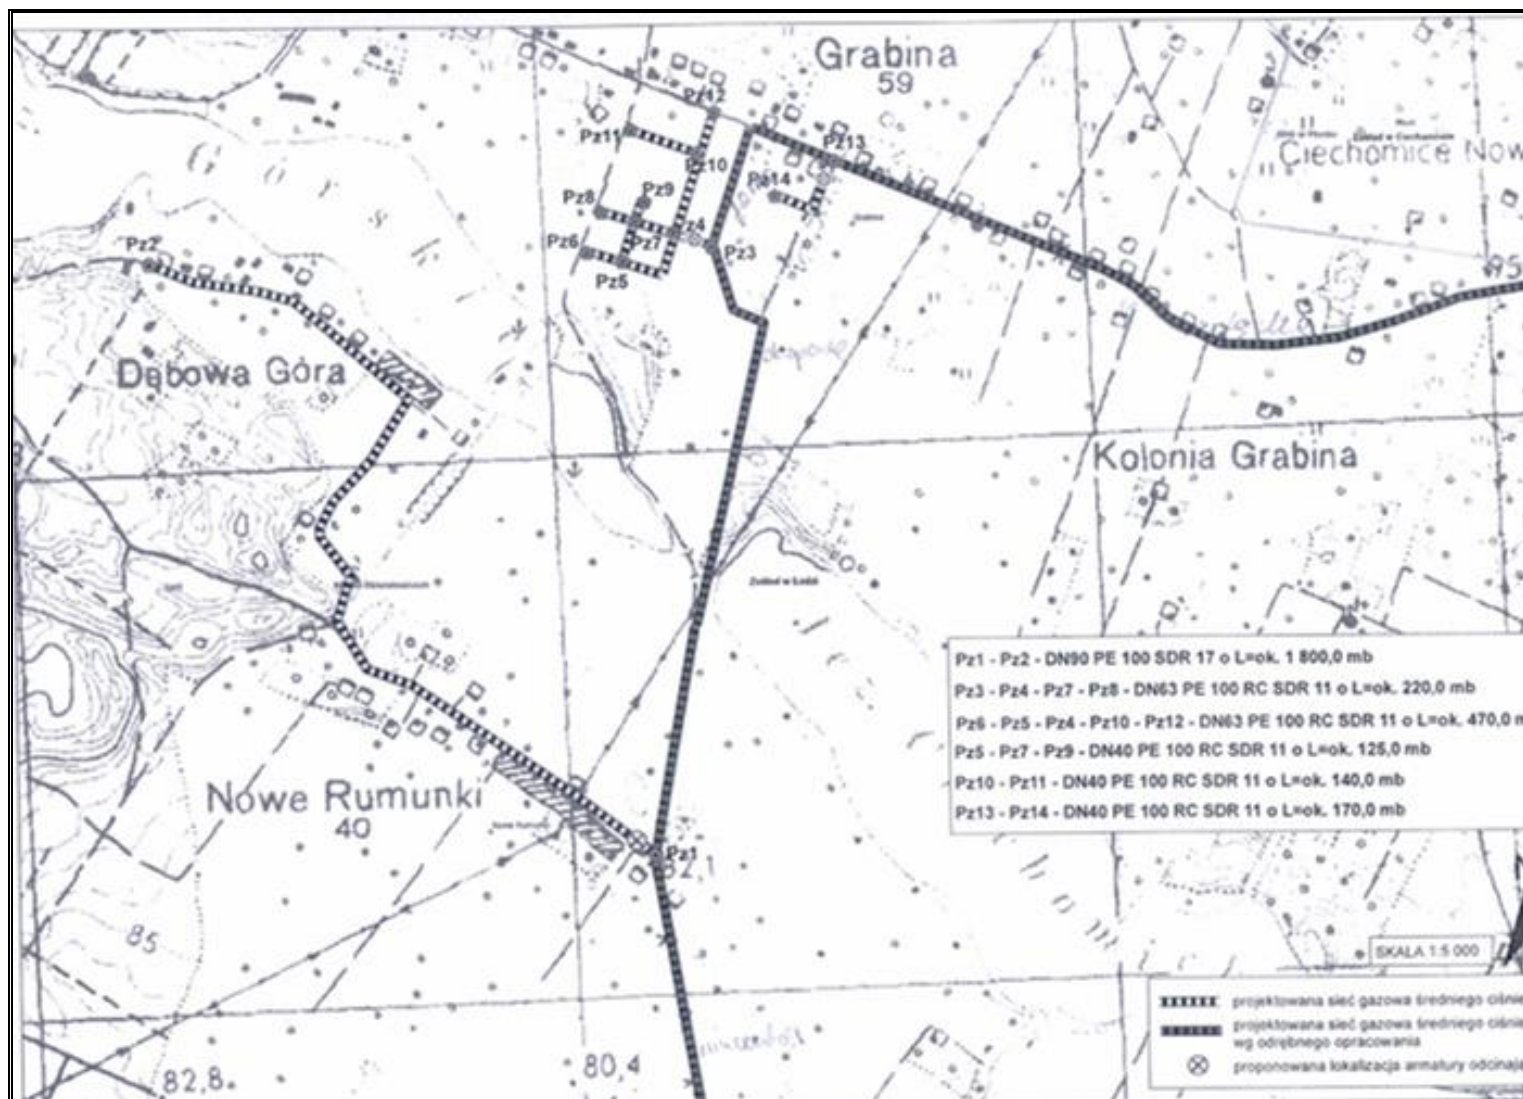 Grabina
59
Pz12
Pz11
Pz10
Pz13
Ciechomice Now
Pz14
Pz8
Pz9
Pz4
Pz7
Pz3
Pz6
Pz5
Pz2
95
Dębowa Góra
Kolonia Grabina
Zakład w Łodzi
Pz1 - Pz2 - DN90 PE 100 SDR 17 o L=ok. 1 800,0 mb
Pz3 - Pz4 - Pz7 - Pz8 - DN63 PE 100 RC SDR 11 o L=ok. 220,0 mb
Pz6 - Pz5 - Pz4 - Pz10 - Pz12 - DN63 PE 100 RC SDR 11 o L=ok. 470,0 m
Pz5 - Pz7 - Pz9 - DN40 PE 100 RC SDR 11 o L=ok. 125,0 mb
Pz10 - Pz11 - DN40 PE 100 RC SDR 11 o L=ok. 140,0 mb
Pz13 - Pz14 - DN40 PE 100 RC SDR 11 o L=ok. 170,0 mb
Nowe Rumunki
40
Pz1
82,1
85
SKALA 1:5 000
projektowana sieć gazowa średniego ciśnie
projektowana sieć gazowa średniego ciśnie
wg odrębnego opracowania
proponowana lokalizacja armatury odcinają
80,4
82,8